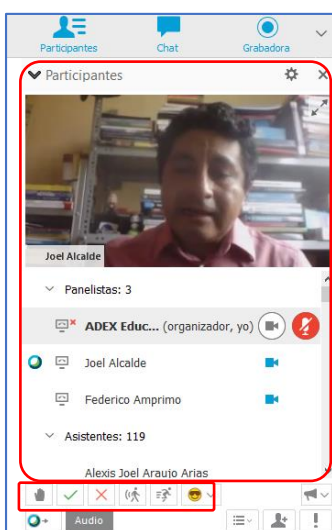 Participantes Chat Grabadora
Participantes
Joel Alcalde
Panelistas: 3
ADEX Educ... (organizador, yo)
Joel Alcalde
Federico Amprimo
Asistentes: 119
Alexis Joel Araujo Arias
Audio